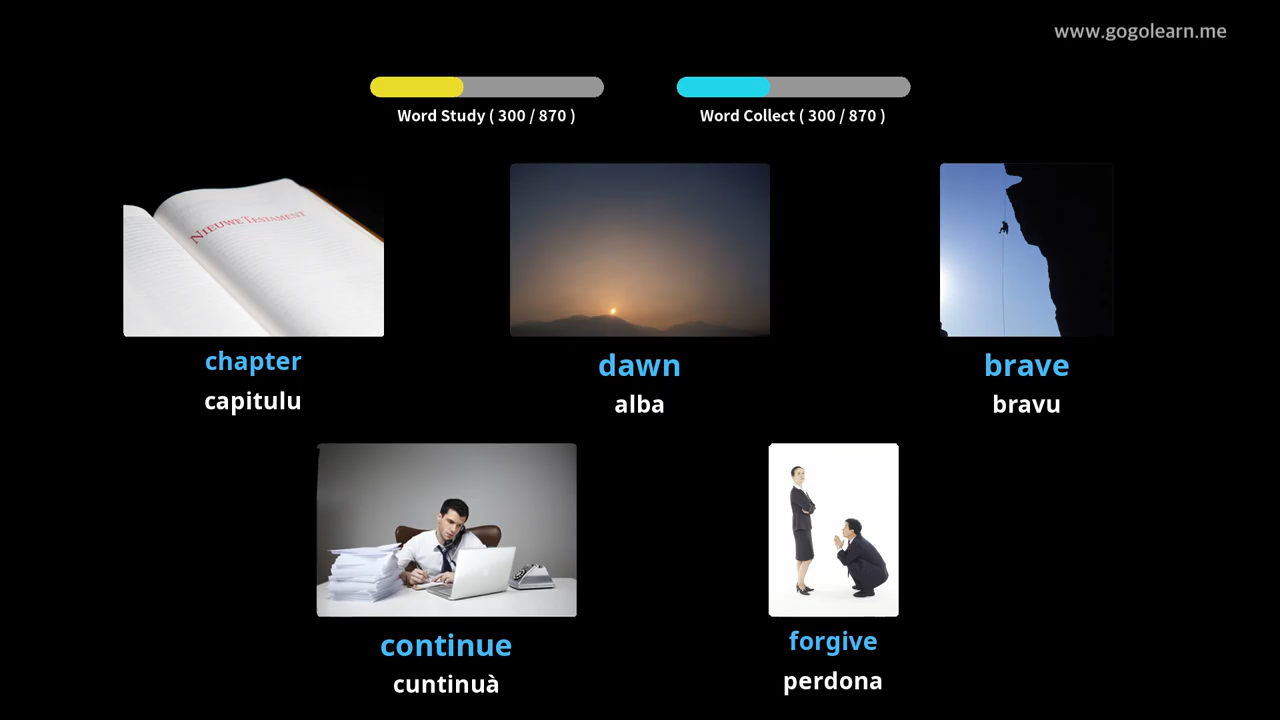 www.gogolearn.me
Word Study ( 300 / 870 )
Word Collect ( 300 / 870 )
NIEUWE TESTAMENT
chapter
capitulu
dawn
alba
brave
bravu
continue
cuntinuà
forgive
perdona